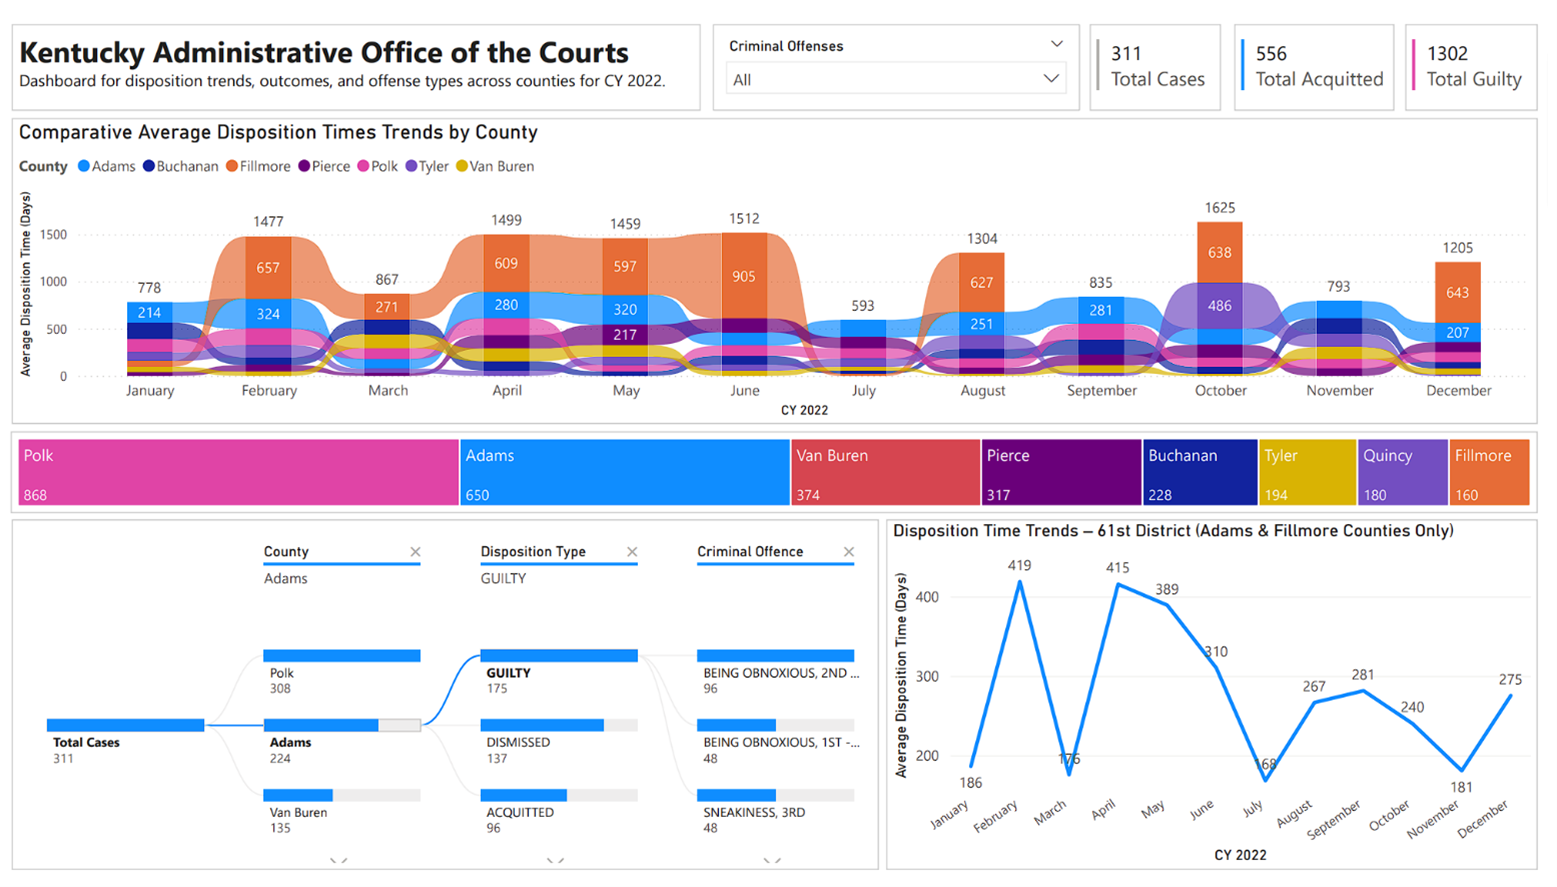 Kentucky Administrative Office of the Courts
Dashboard for disposition trends, outcomes, and offense types across counties for CY 2022.
Criminal Offenses
All
311
Total Cases
556
Total Acquitted
1302
Total Guilty
Comparative Average Disposition Times Trends by County
County Adams Buchanan Fillmore Pierce Polk Tyler Van Buren
Average Disposition Time (Days)
1500
1000
500
0
778
214
1477
657
324
867
271
1499
609
280
1459
597
320
217
1512
905
593
1304
627
251
835
281
1625
638
486
793
1205
643
207
January February March April May June July August September October November December
CY 2022
Polk
868
Adams
650
Van Buren
374
Pierce
317
Buchanan
228
Tyler
194
Quincy
180
Fillmore
160
County
Adams
Disposition Type
GUILTY
Criminal Offence
Total Cases
311
Polk
308
Adams
224
Van Buren
135
GUILTY
175
DISMISSED
137
ACQUITTED
96
BEING OBNOXIOUS, 2ND ...
96
BEING OBNOXIOUS, 1ST -...
48
SNEAKINESS, 3RD
48
Disposition Time Trends – 61st District (Adams & Fillmore Counties Only)
Average Disposition Time (Days)
400
300
200
186
419
176
415
389
310
168
267
281
240
181
275
January February March April May June July August September October November December
CY 2022